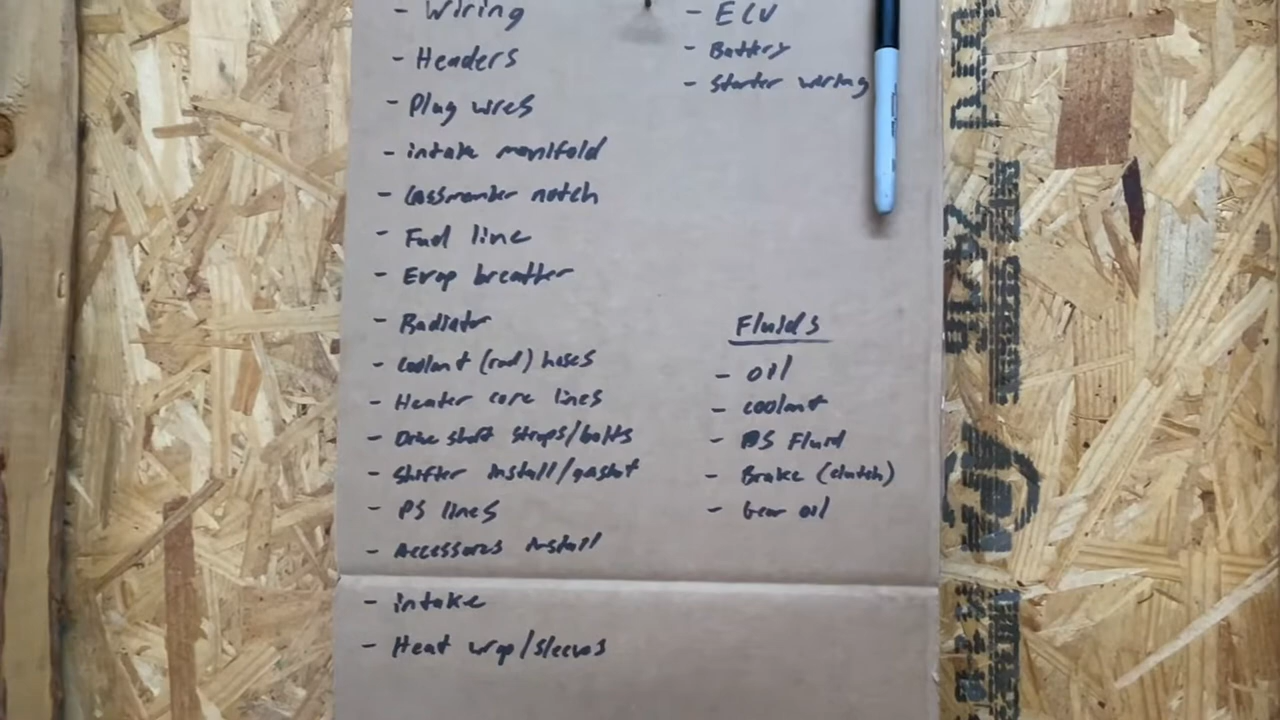 - Wiring
- Headers
- Plug wires
- intake manifold
- Crossmember notch
- Fuel line
- Evap breather
- Radiator
- Coolant (rad) hoses
- Heater core lines
- Drive shaft straps/bolts
- Shifter install/gasket
- PS lines
- Accessories install
- intake
- Heat wrap/sleeves
- ECU
- Battery
- Starter wiring
Fluids
- oil
- coolant
- PS Fluid
- Brake (clutch)
- Gear oil